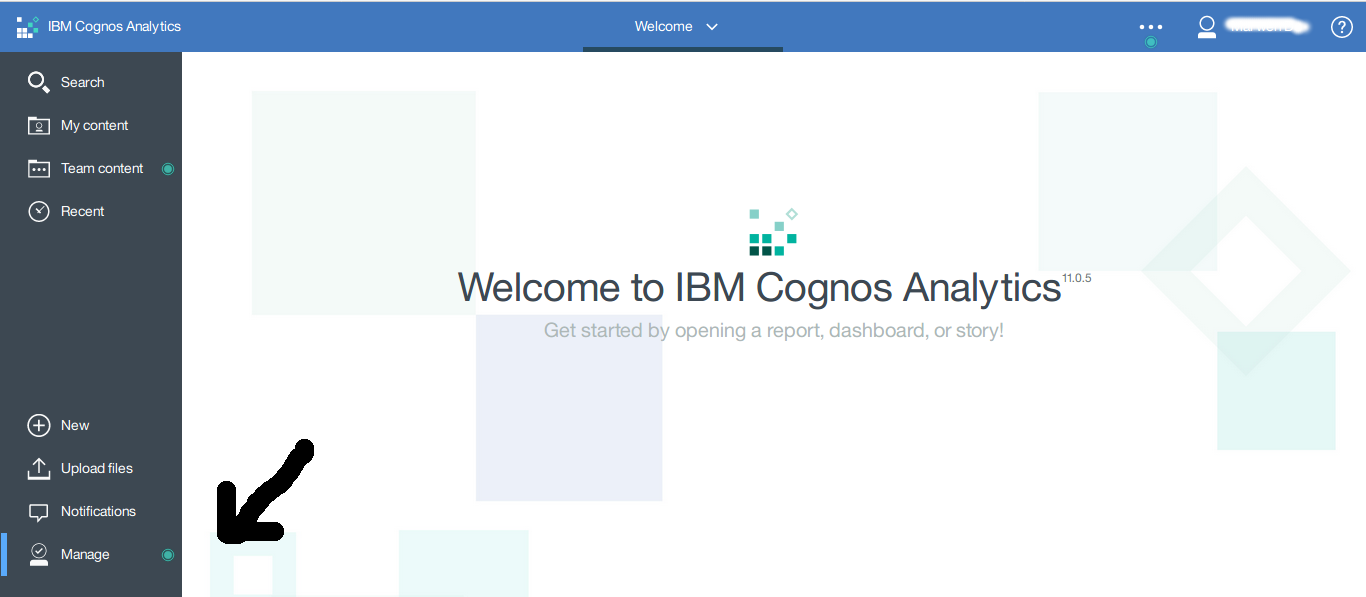 IBM Cognos Analytics
Welcome
?
Search
My content
Team content
Recent
Welcome to IBM Cognos Analytics 11.0.5
Get started by opening a report, dashboard, or story!
New
Upload files
Notifications
Manage